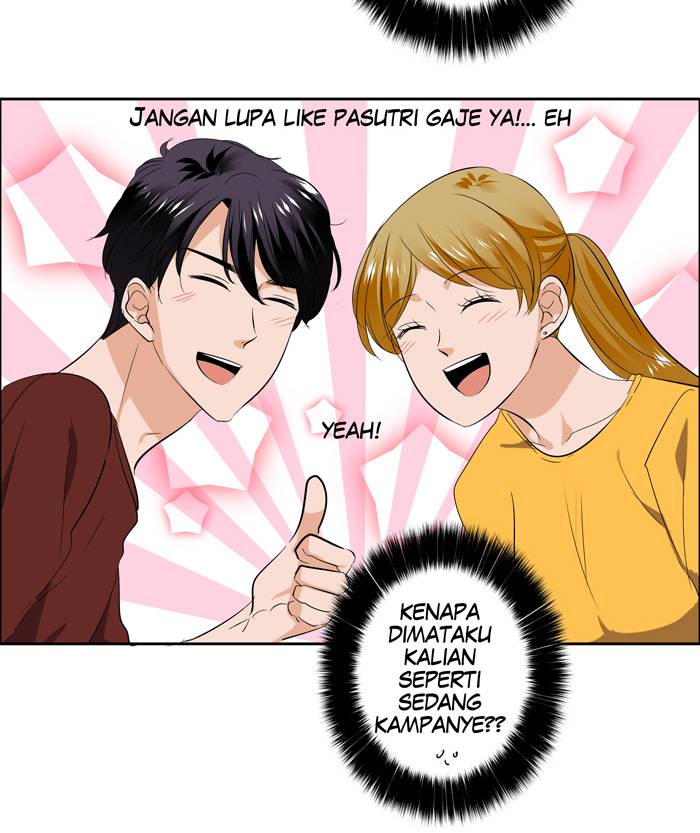 JANGAN LUPA LIKE PASUTRI GAJE YA!... EH
YEAH!
KENAPA
DIMATAKU
KALIAN
SEPERTI
SEDANG
KAMPANYE??